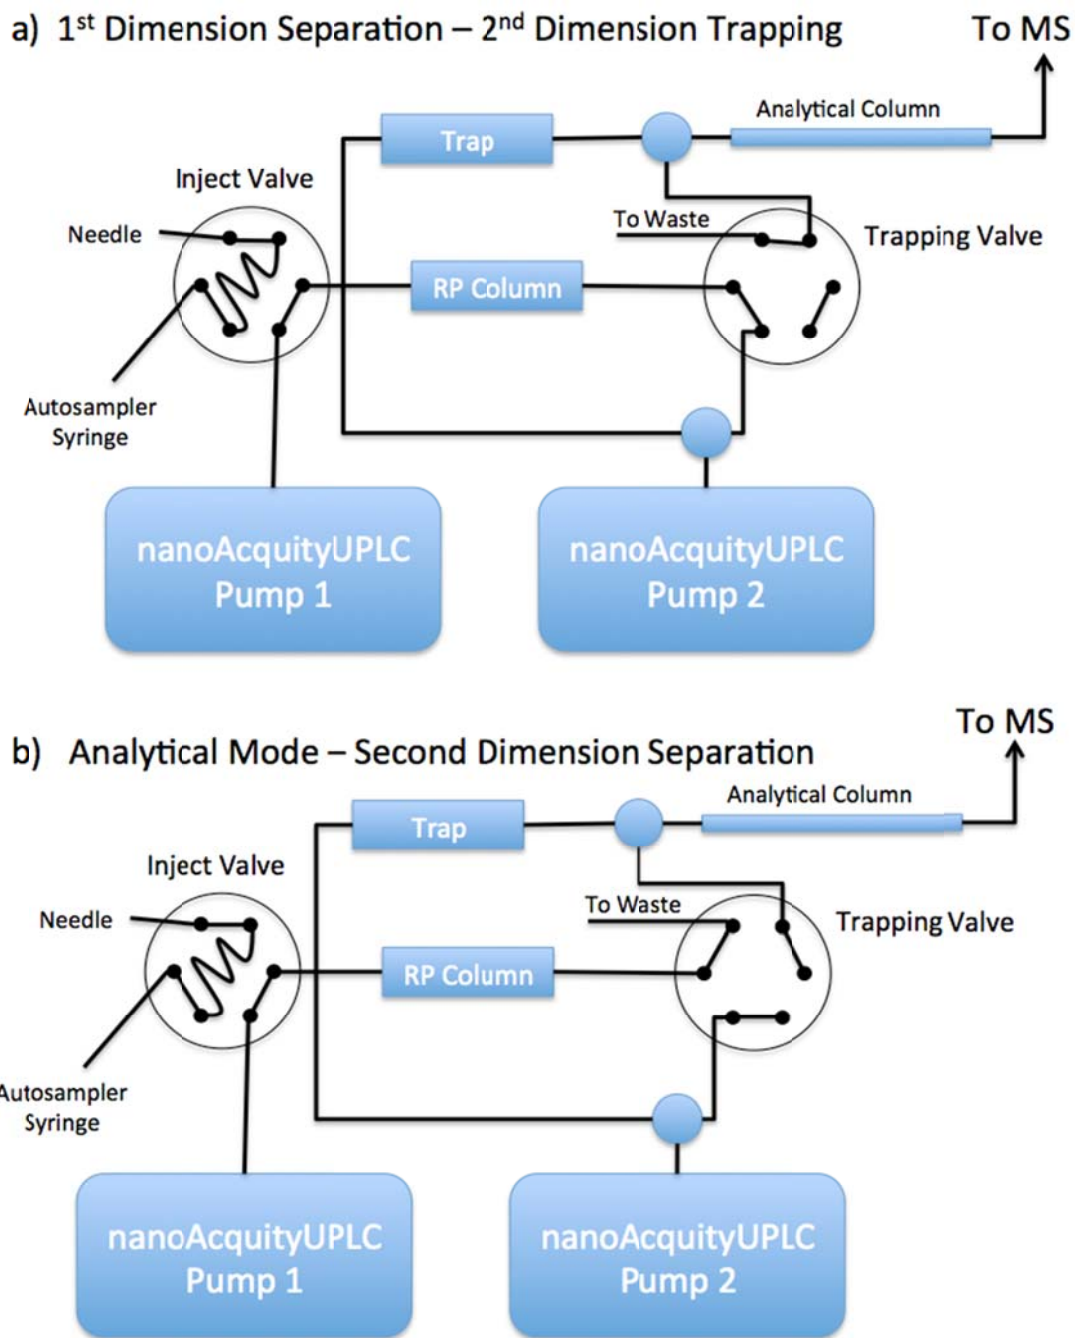 a) 1st Dimension Separation – 2nd Dimension Trapping
To MS
Analytical Column
Trap
Inject Valve
Needle
To Waste
Trapping Valve
RP Column
Autosampler
Syringe
nanoAcquityUPLC
Pump 1
nanoAcquityUPLC
Pump 2
To MS
b) Analytical Mode – Second Dimension Separation
Analytical Column
Trap
Inject Valve
Needle
To Waste
Trapping Valve
RP Column
Autosampler
Syringe
nanoAcquityUPLC
Pump 1
nanoAcquityUPLC
Pump 2